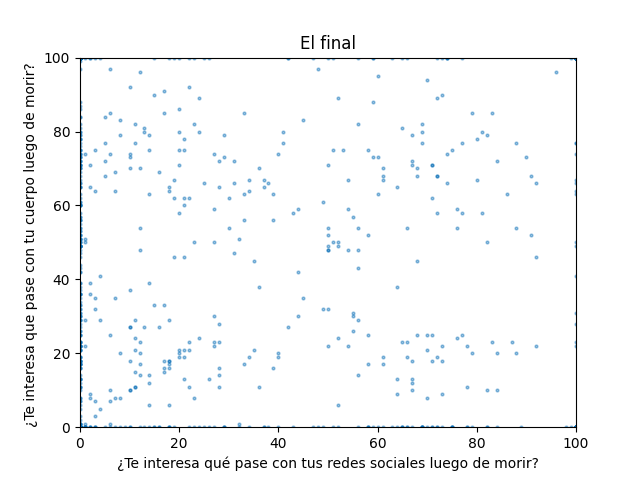 El final
¿Te interesa que pase con tu cuerpo luego de morir?
100
80
60
40
20
0
0 20 40 60 80 100
¿Te interesa qué pase con tus redes sociales luego de morir?